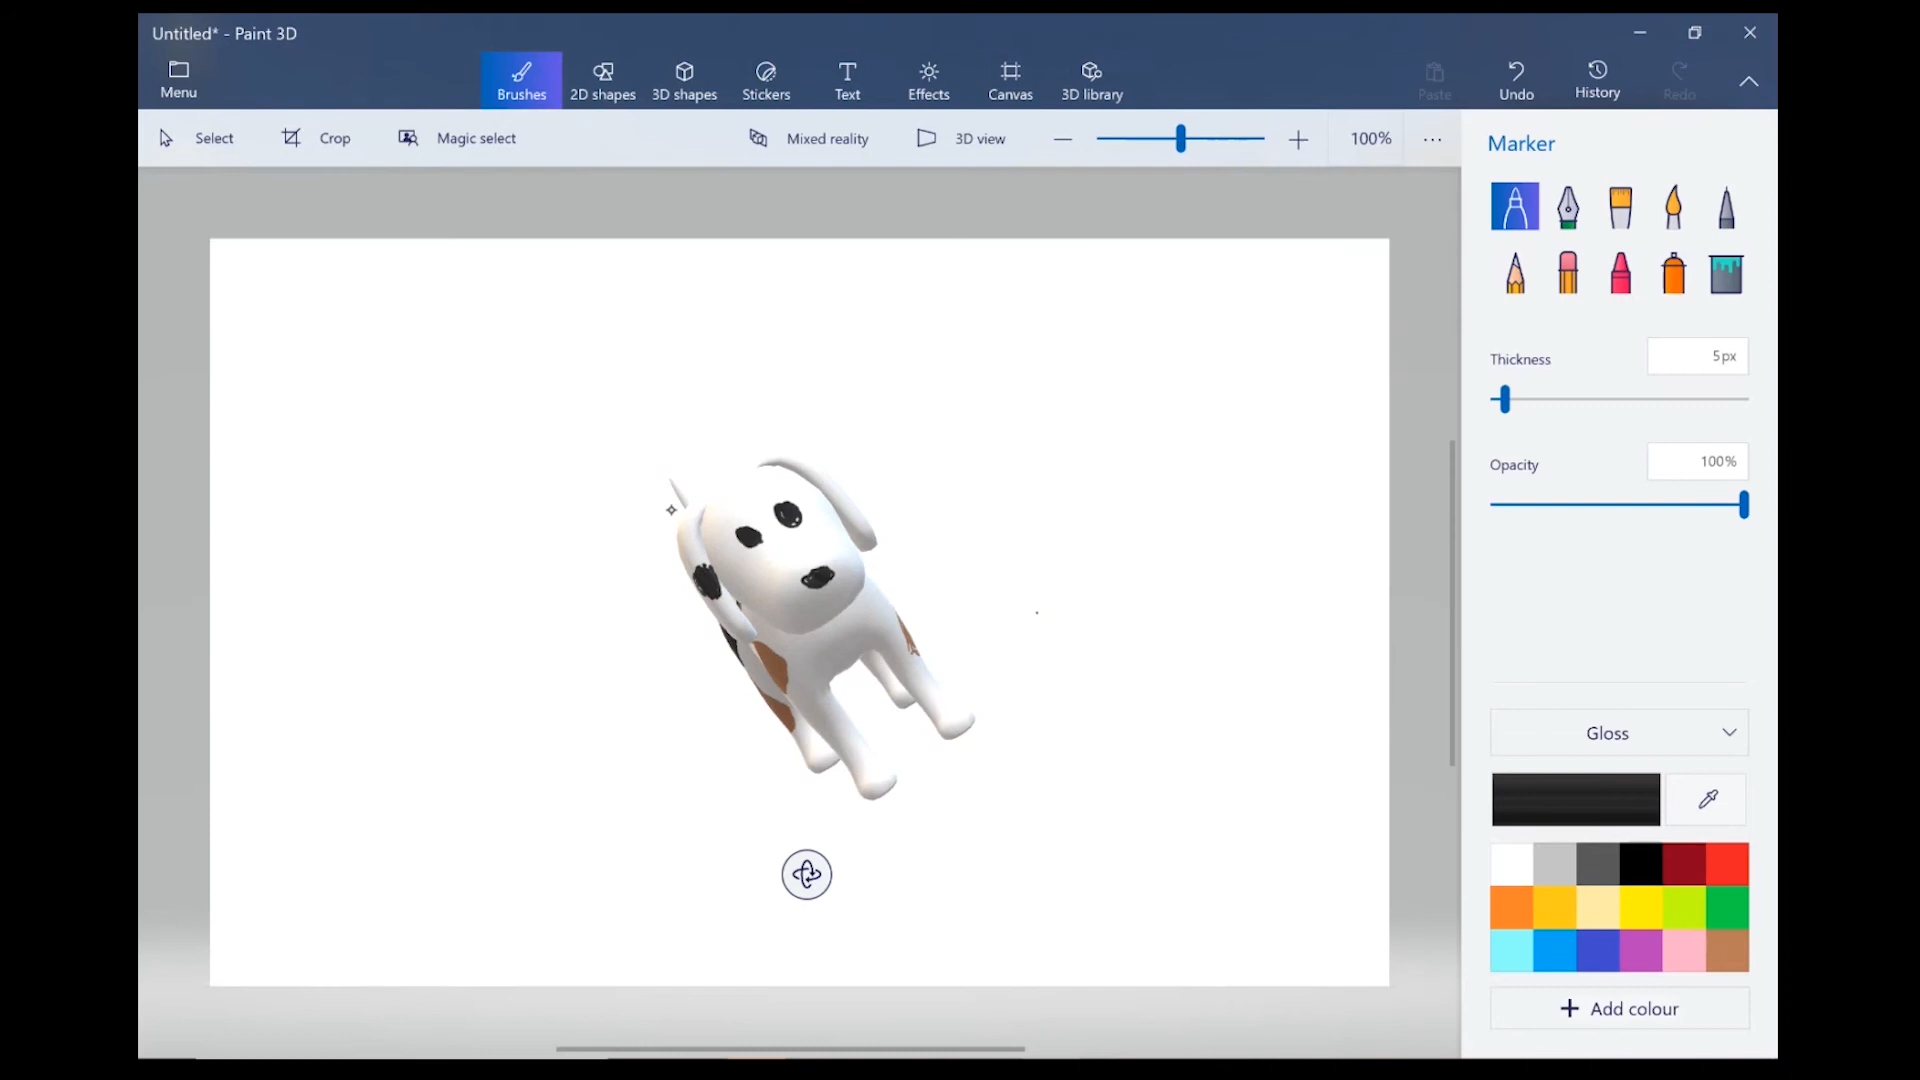 Untitled* - Paint 3D
Menu
Brushes
2D shapes
3D shapes
Stickers
Text
Effects
Canvas
3D library
Paste
Undo
History
Redo
Select
Crop
Magic select
Mixed reality
3D view
100%
Marker
Thickness
5px
Opacity
100%
Gloss
Add colour